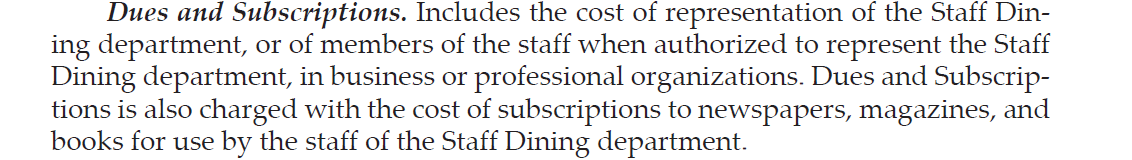 Dues and Subscriptions. Includes the cost of representation of the Staff Din-
ing department, or of members of the staff when authorized to represent the Staff
Dining department, in business or professional organizations. Dues and Subscrip-
tions is also charged with the cost of subscriptions to newspapers, magazines, and
books for use by the staff of the Staff Dining department.